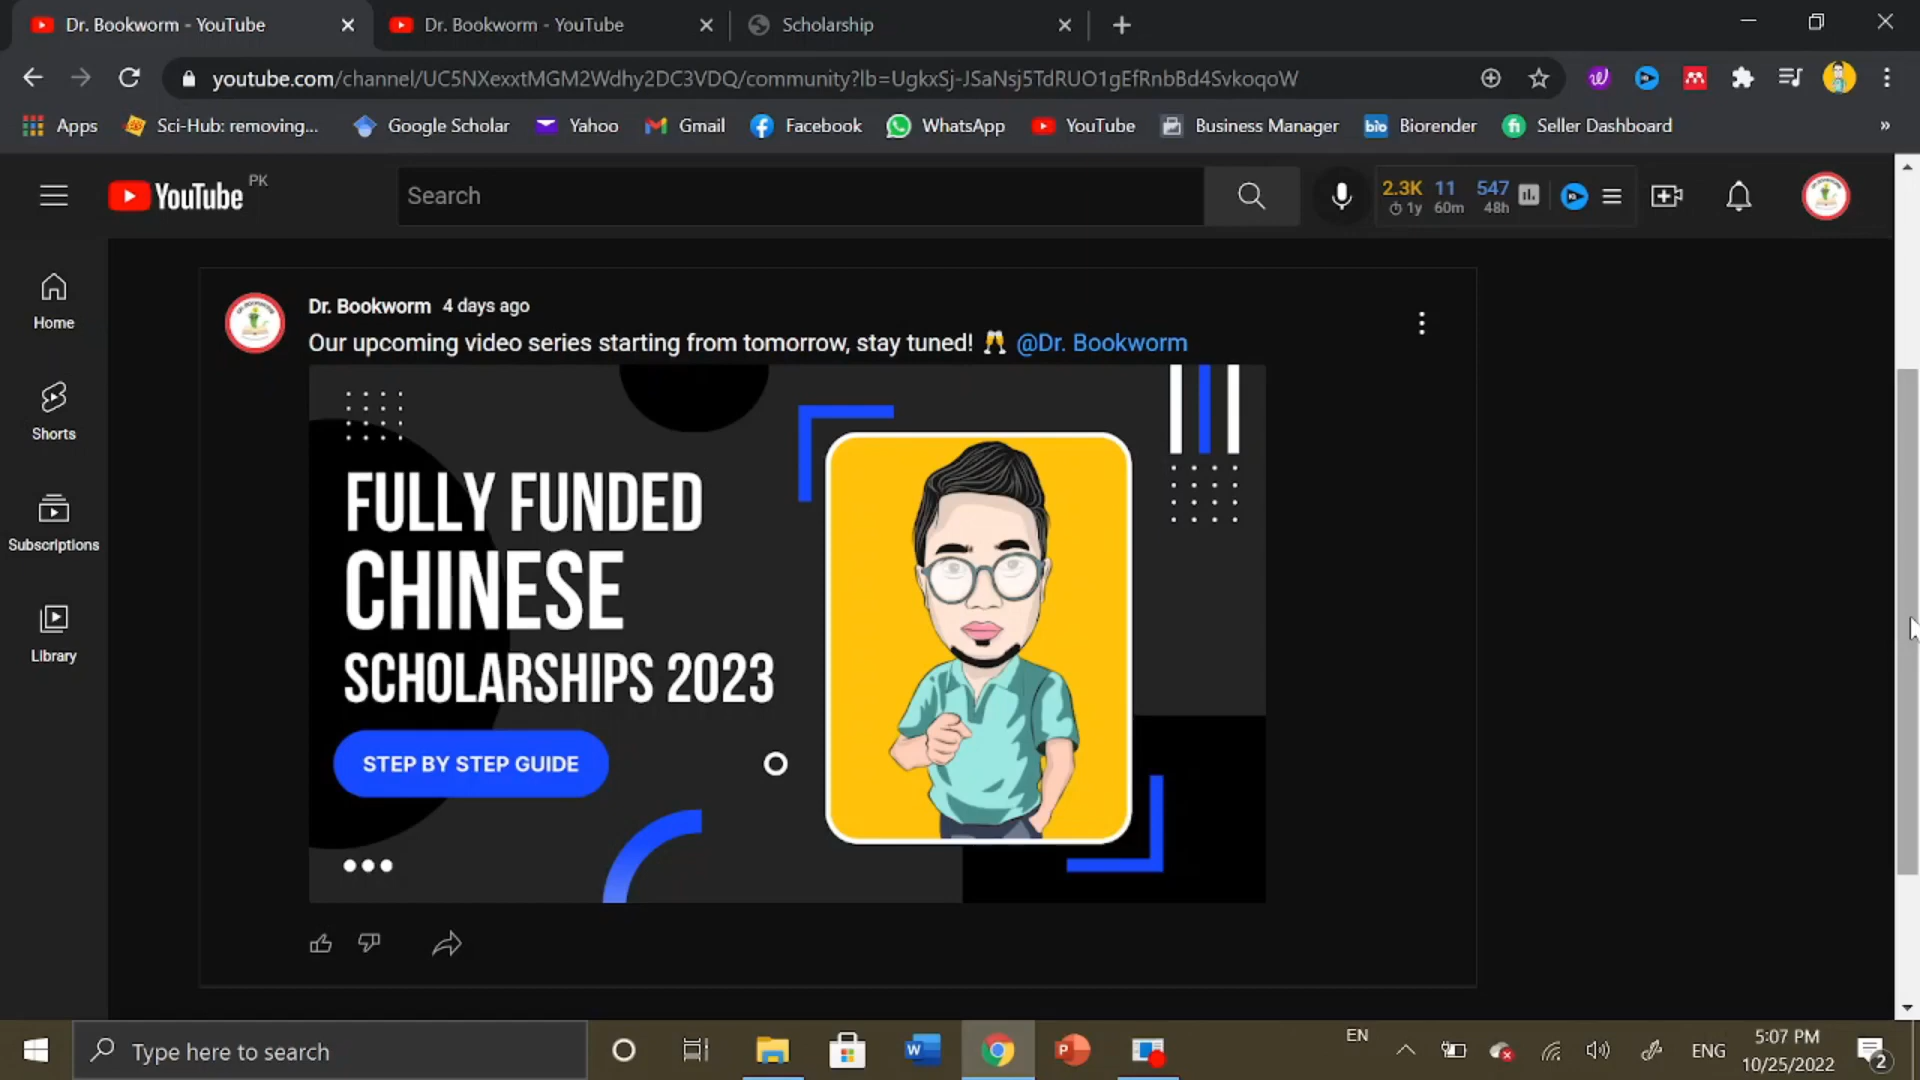 Dr. Bookworm - YouTube
Dr. Bookworm - YouTube
Scholarship
youtube.com/channel/UC5NXexxtMGM2Wdhy2DC3VDQ/community?lb=UgkxSj-JSaNsj5TdRUO1gEfRnbBd4SvkoqoW
Apps
Sci-Hub: removing...
Google Scholar
Yahoo
Gmail
Facebook
WhatsApp
YouTube
Business Manager
bio Biorender
Seller Dashboard
YouTube PK
Search
2.3K 11 547
1y 60m 48h
Home
Shorts
Subscriptions
Library
Dr. Bookworm 4 days ago
Our upcoming video series starting from tomorrow, stay tuned! 🥂 @Dr. Bookworm
FULLY FUNDED
CHINESE
SCHOLARSHIPS 2023
STEP BY STEP GUIDE
Type here to search
EN
ENG
5:07 PM
10/25/2022
2